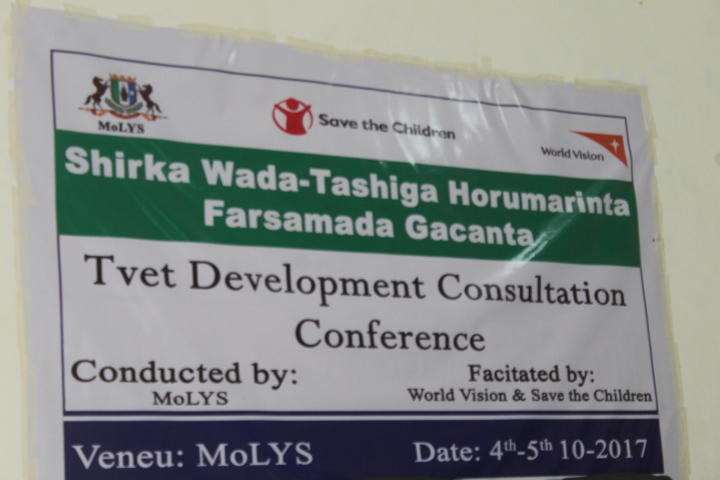 MoLYS
Save the Children
World Vision
Shirka Wada-Tashiga Horumarinta
Farsamada Gacanta
Tvet Development Consultation
Conference
Conducted by:
MoLYS
Facitated by:
World Vision & Save the Children
Veneu: MoLYS
Date: 4th-5th 10-2017